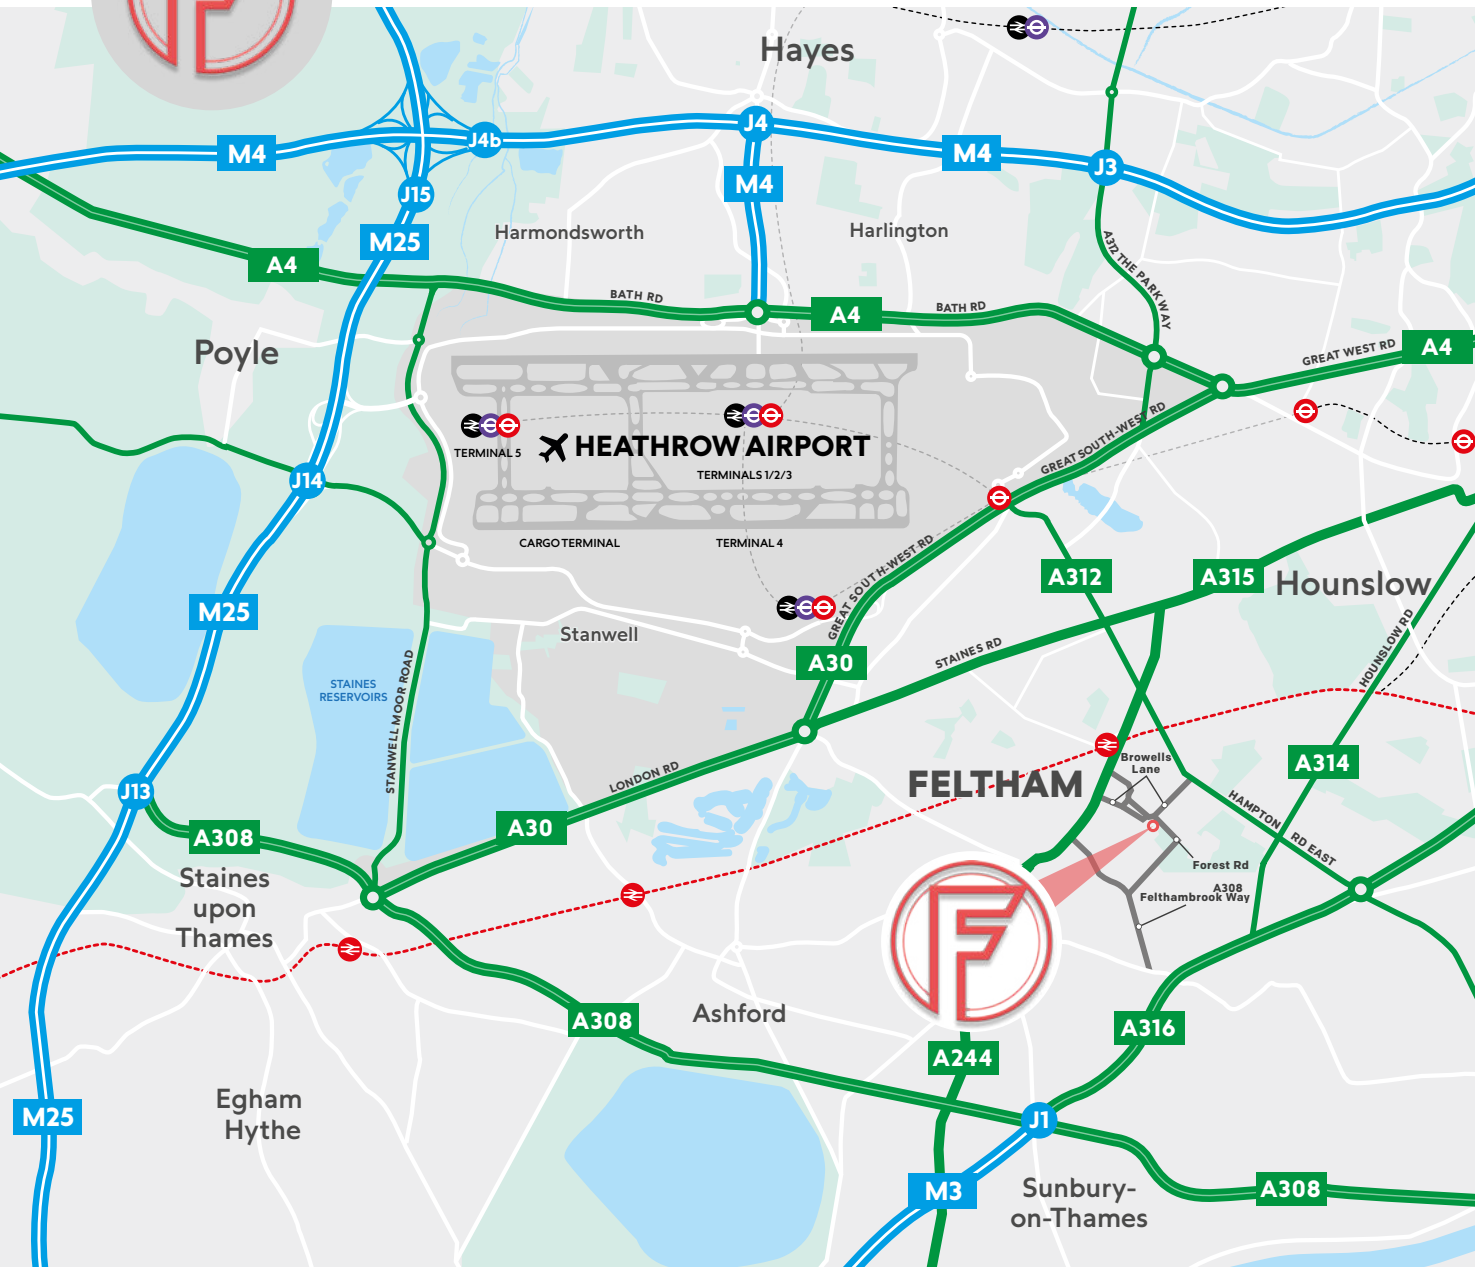 Hayes
J4
J4b
M4
M4
M4
J3
J15
M25
Harmondsworth
Harlington
A312 THE PARKWAY
A4
BATH RD
A4
BATH RD
GREAT WEST RD
A4
Poyle
GREAT SOUTH-WEST RD
TERMINAL 5
HEATHROW AIRPORT
TERMINALS 1/2/3
J14
CARGO TERMINAL
TERMINAL 4
GREAT SOUTH-WEST RD
A312
A315
Hounslow
M25
Stanwell
HOUNSLOW RD
STAINES RD
A30
STAINES
RESERVOIRS
STANWELL MOOR ROAD
Browells
Lane
A314
LONDON RD
FELTHAM
J13
HAMPTON RD EAST
A308
A30
Forest Rd
Staines
upon
Thames
A308
Felthambrook Way
F
A308
Ashford
A316
A244
Egham
Hythe
M25
J1
M3
Sunbury-
on-Thames
A308